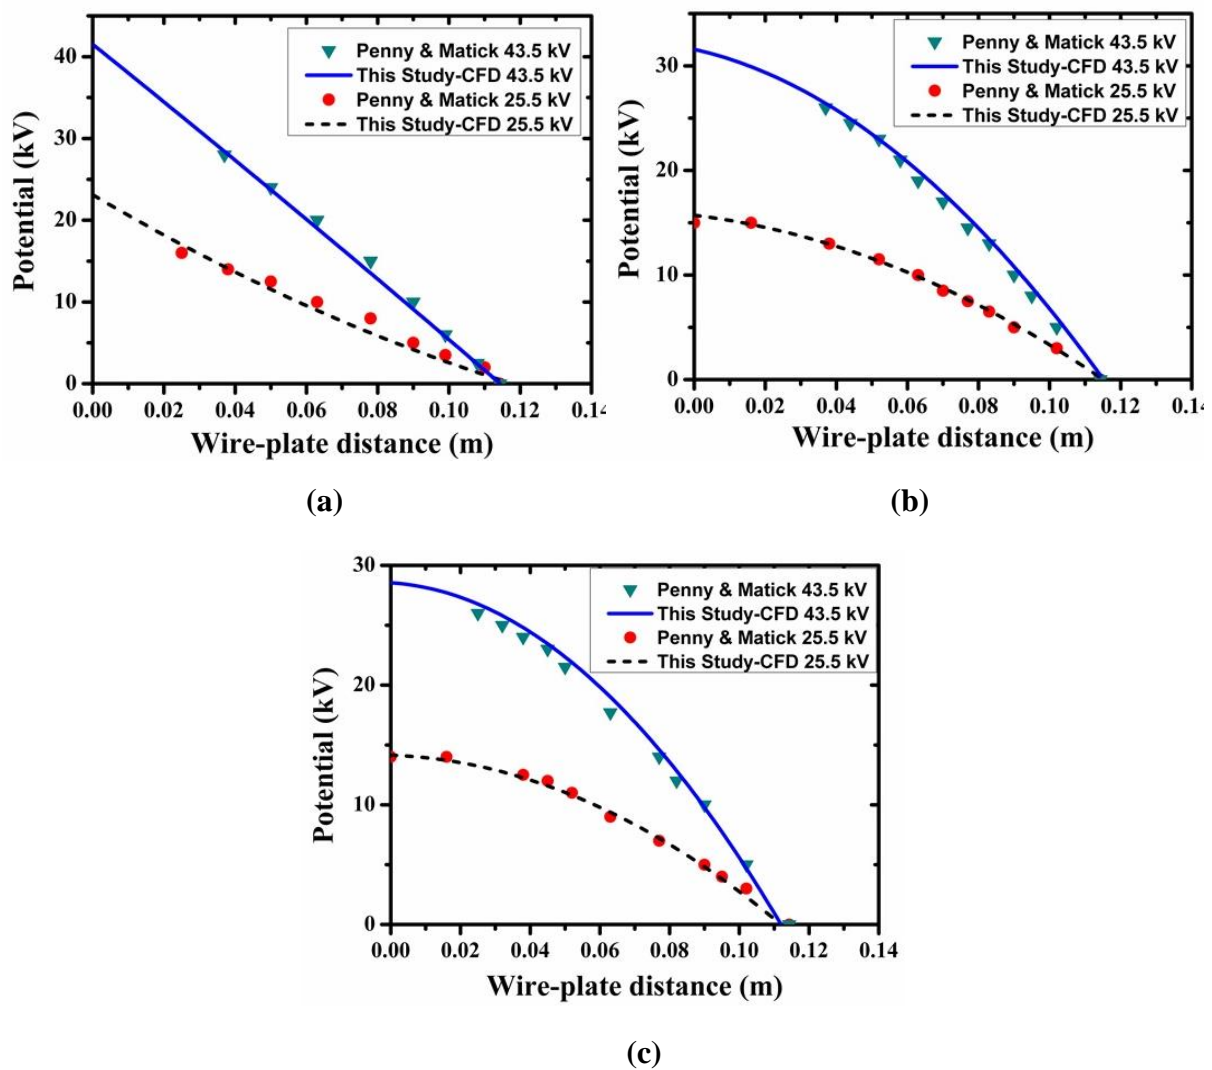 Penny & Matick 43.5 kV
This Study-CFD 43.5 kV
Penny & Matick 25.5 kV
This Study-CFD 25.5 kV
Potential (kV)
40
30
20
10
0
0.00 0.02 0.04 0.06 0.08 0.10 0.12 0.14
Wire-plate distance (m)
(a)
Penny & Matick 43.5 kV
This Study-CFD 43.5 kV
Penny & Matick 25.5 kV
This Study-CFD 25.5 kV
Potential (kV)
30
20
10
0
0.00 0.02 0.04 0.06 0.08 0.10 0.12 0.14
Wire-plate distance (m)
(b)
Penny & Matick 43.5 kV
This Study-CFD 43.5 kV
Penny & Matick 25.5 kV
This Study-CFD 25.5 kV
Potential (kV)
30
20
10
0
0.00 0.02 0.04 0.06 0.08 0.10 0.12 0.14
Wire-plate distance (m)
(c)